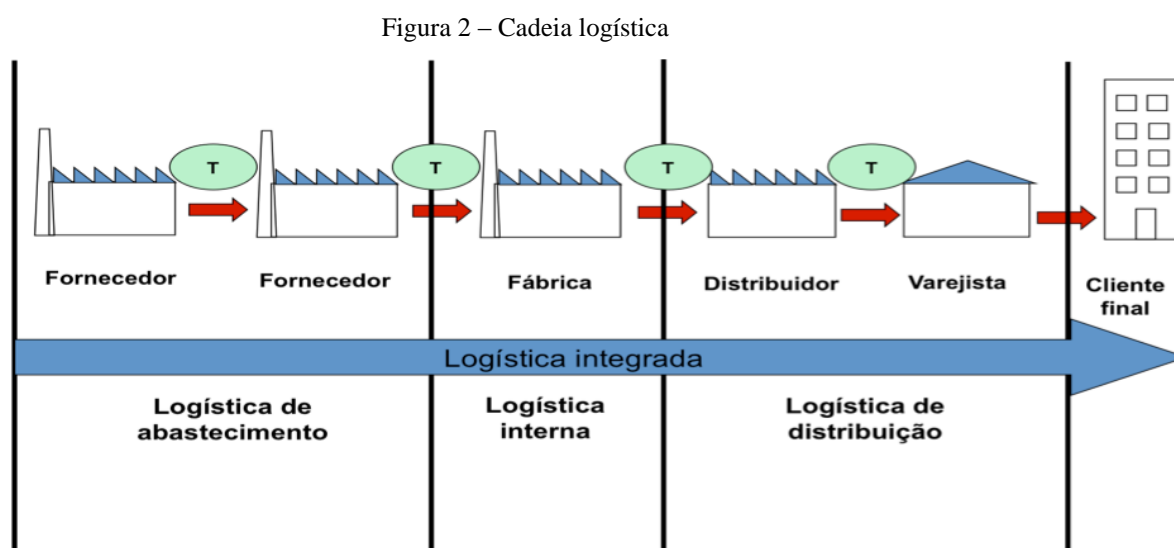 Figura 2 – Cadeia logística
T
T
T
T
Fornecedor
Fornecedor
Fábrica
Distribuidor
Varejista
Cliente
final
Logística integrada
Logística de
abastecimento
Logística
interna
Logística de
distribuição